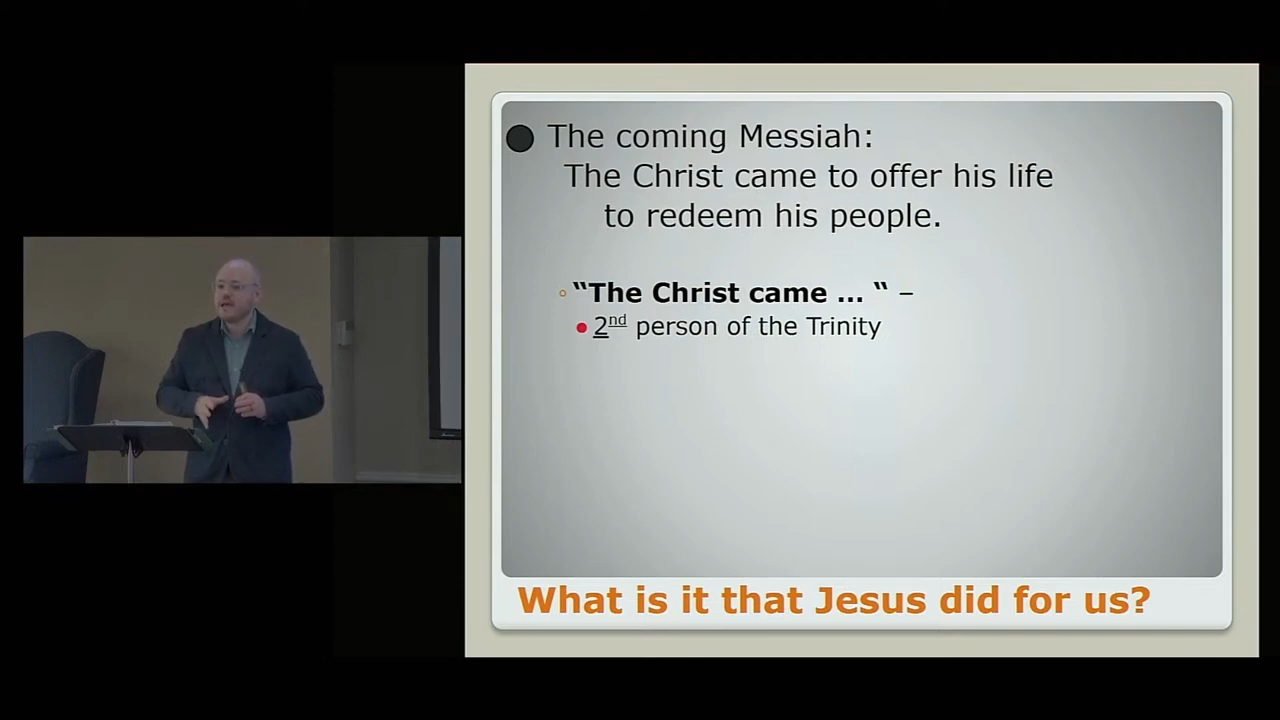 The coming Messiah:
The Christ came to offer his life
to redeem his people.
“The Christ came … “ –
2nd person of the Trinity
What is it that Jesus did for us?